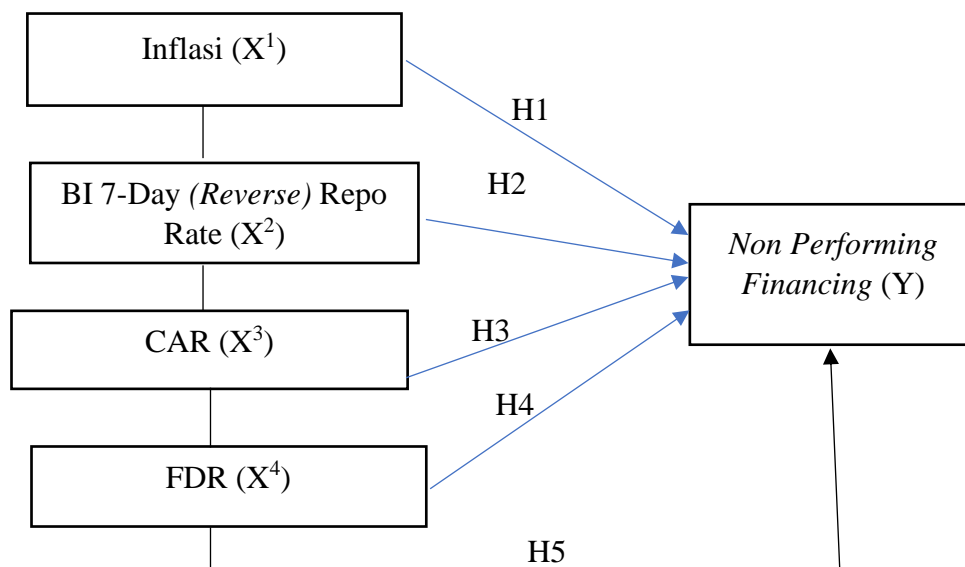 Inflasi (X¹)
H1
BI 7-Day (Reverse) Repo
Rate (X²)
H2
Non Performing
Financing (Y)
CAR (X³)
H3
H4
FDR (X⁴)
H5